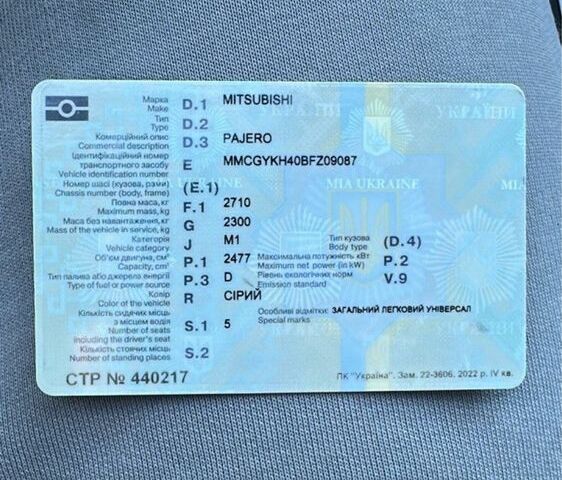 Марка D.1 MITSUBISHI
Make
Тип D.2
Type
Комерційний опис D.3 PAJERO
Commercial description
Ідентифікаційний номер
транспортного засобу E MMCGYKH40BFZ09087
Vehicle identification number
Номер шасі (кузова, рами) (E.1)
Chassis number (body, frame)
Повна маса, кг F.1 2710
Maximum mass, kg
Маса без навантаження, кг G 2300
Mass of the vehicle in service, kg
Категорія J M1 Тип кузова (D.4)
Vehicle category Body type
Об'єм двигуна, см³ P.1 2477 Максимальна потужність кВт P.2
Capacity, cm³ Maximum net power (in kW)
Тип палива або джерело енергії P.3 D Рівень екологічних норм V.9
Type of fuel or power source Emission standard
Колір R СІРИЙ
Color of the vehicle Особливі відмітки: ЗАГАЛЬНИЙ ЛЕГКОВИЙ УНІВЕРСАЛ
Кількість сидячих місць Special marks
з місцем водія S.1 5
Number of seats
including the driver's seat
Кількість стоячих місць S.2
Number of standing places
СТР № 440217
ПК "Україна". Зам. 22-3606. 2022 р. IV кв.
УКРАЇНИ
MIA UKRAINE